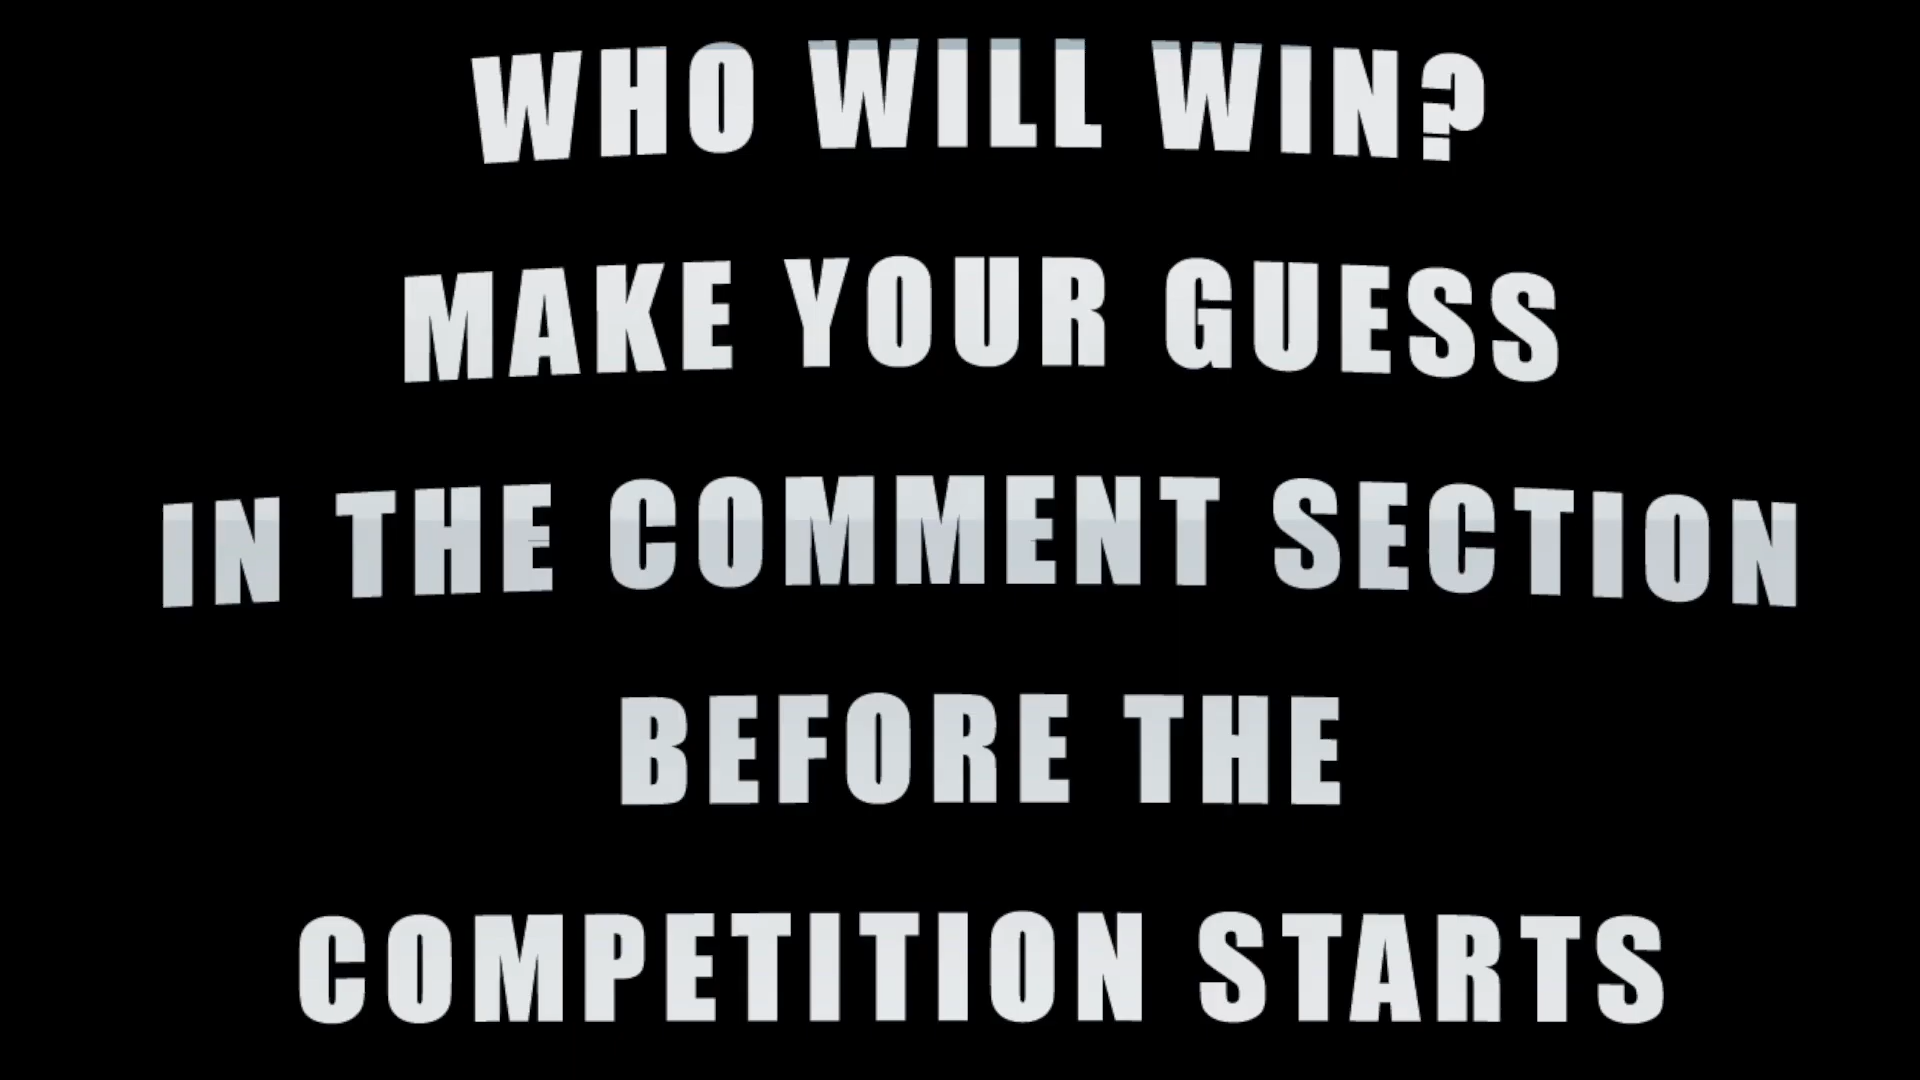 WHO WILL WIN?
MAKE YOUR GUESS
IN THE COMMENT SECTION
BEFORE THE
COMPETITION STARTS